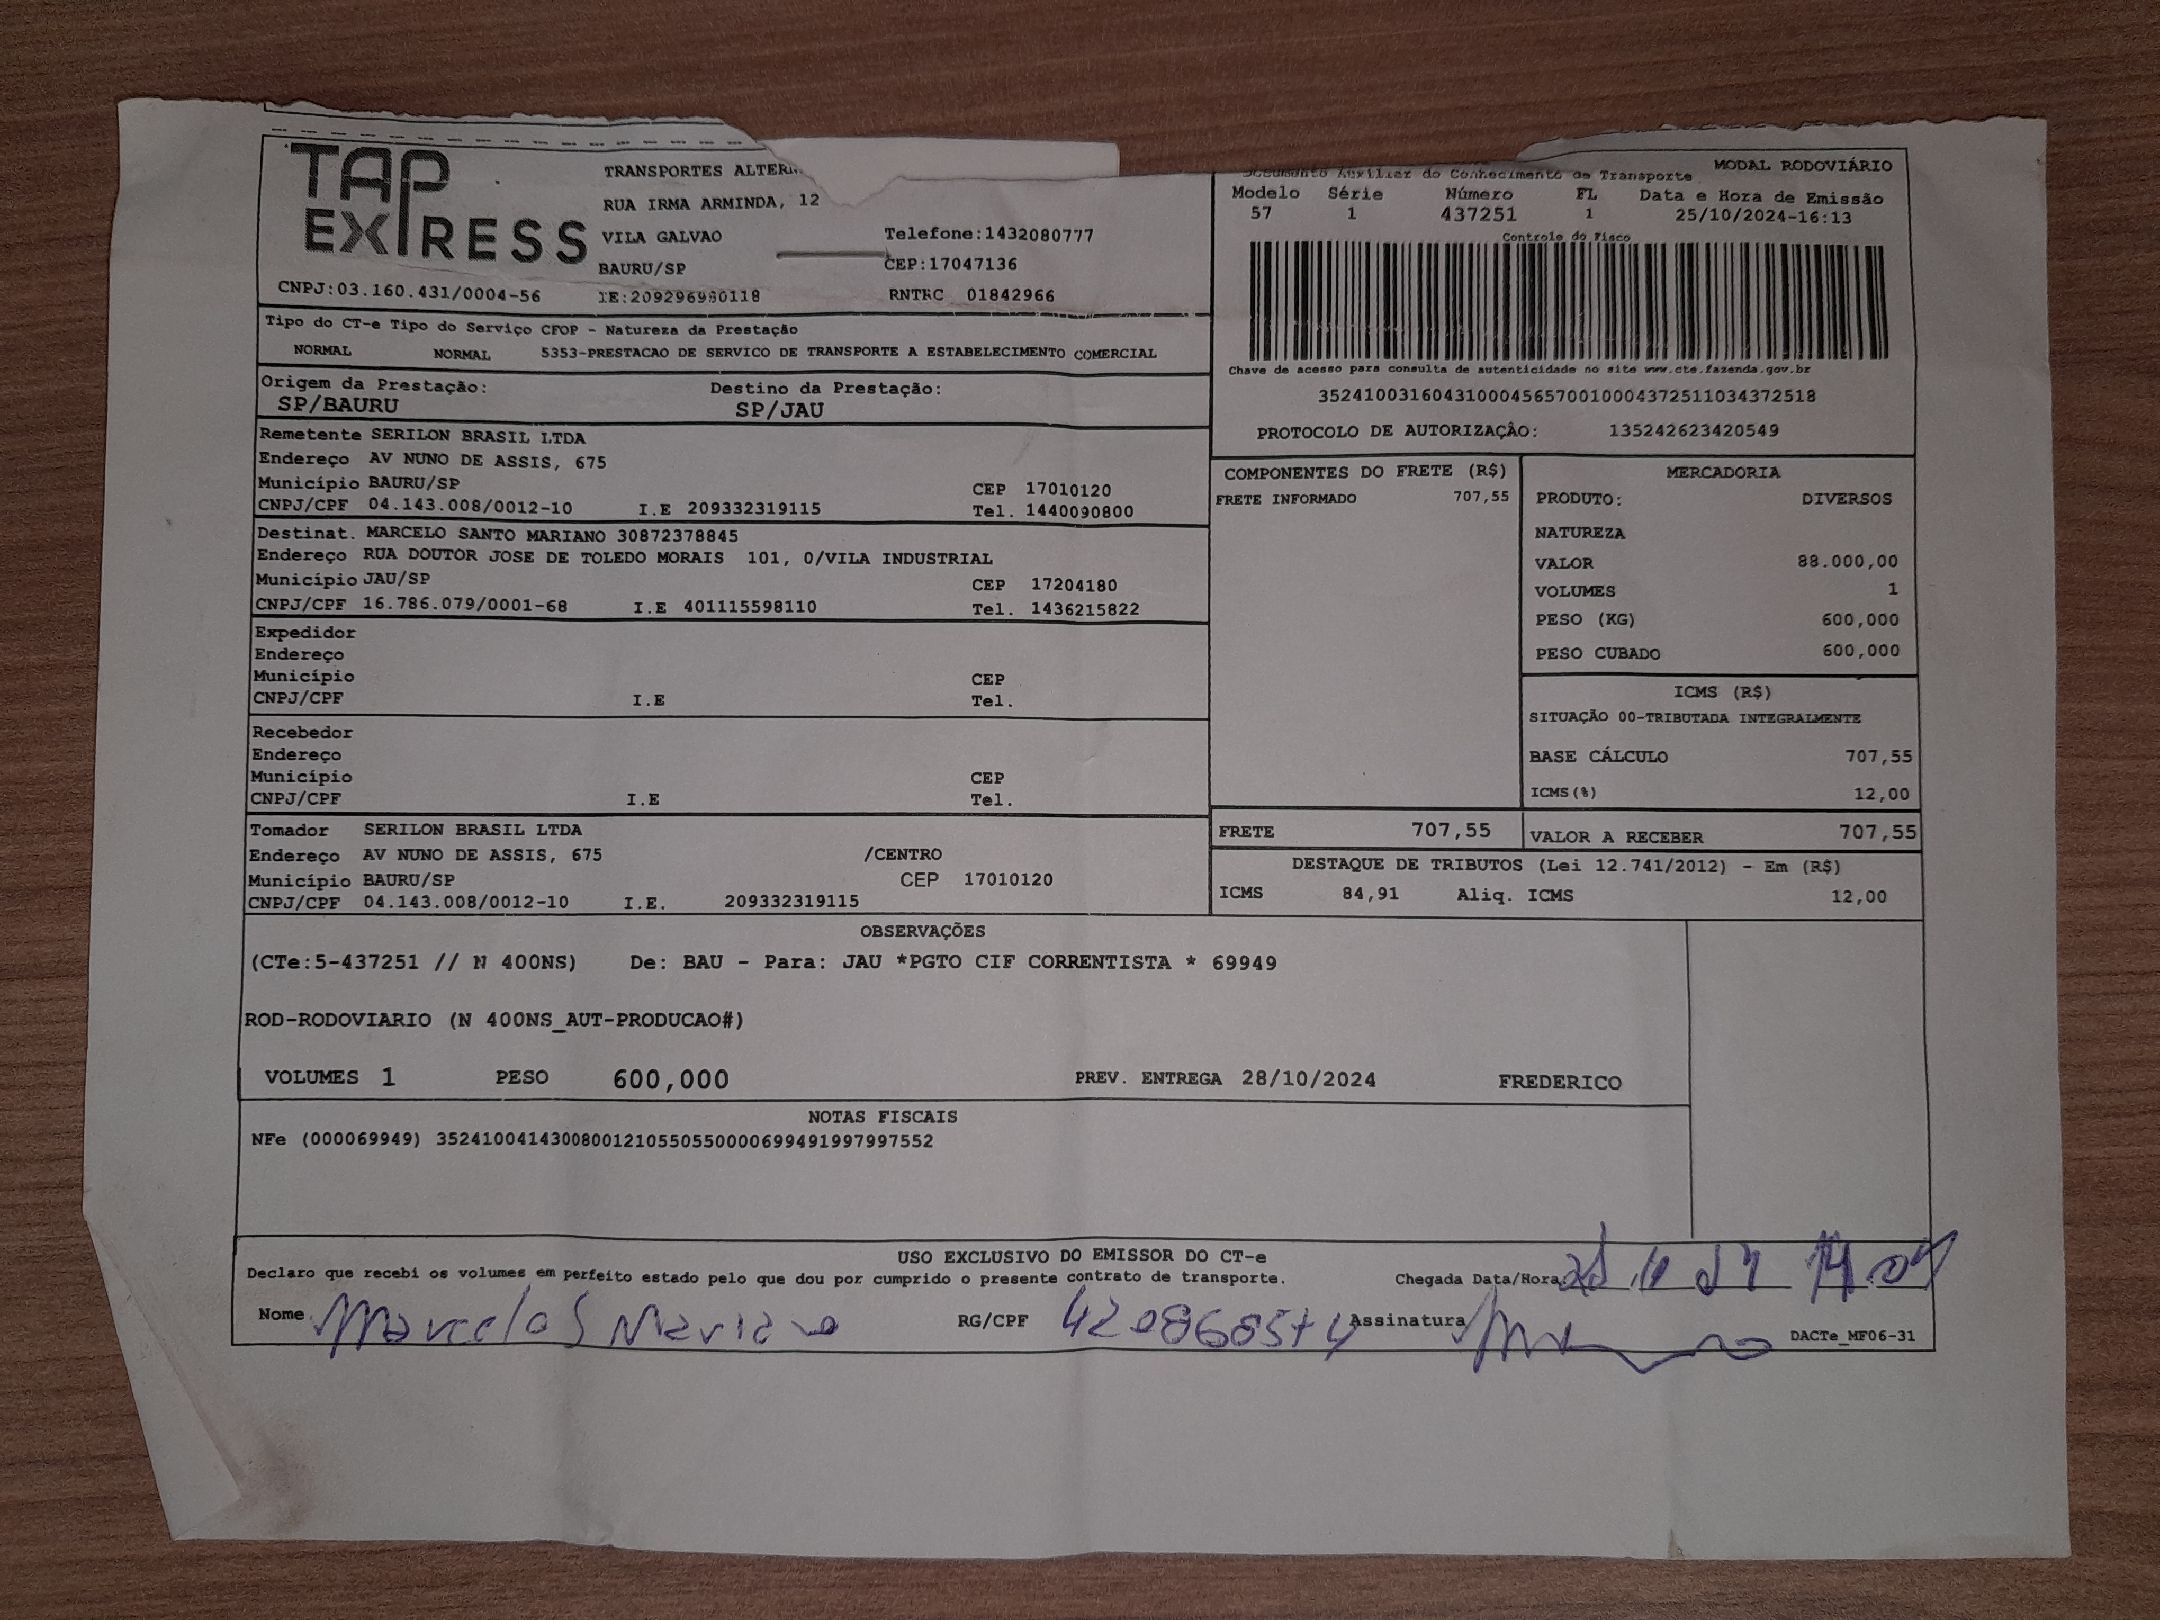 TAP EXPRESS
TRANSPORTES
RUA IRMA ARMINDA, 12
VILA GALVAO Telefone:1432080777
BAURU/SP CEP:17047136
CNPJ:03.160.431/0004-56 IE:209296980118 RNTRC 01842966
MODAL RODOVIÁRIO
Documento Auxiliar do Conhecimento de Transporte
Modelo Série Número FL Data e Hora de Emissão
57 1 437251 1 25/10/2024-16:13
Controle do Fisco
Chave de acesso para consulta de autenticidade no site www.cte.fazenda.gov.br
35241003160431000456570010004372511034372518
PROTOCOLO DE AUTORIZAÇÃO: 135242623420549
Tipo do CT-e Tipo do Serviço CFOP - Natureza da Prestação
NORMAL NORMAL 5353-PRESTACAO DE SERVICO DE TRANSPORTE A ESTABELECIMENTO COMERCIAL
Origem da Prestação: Destino da Prestação:
SP/BAURU SP/JAU
Remetente SERILON BRASIL LTDA
Endereço AV NUNO DE ASSIS, 675
Município BAURU/SP CEP 17010120
CNPJ/CPF 04.143.008/0012-10 I.E 209332319115 Tel. 1440090800
Destinat. MARCELO SANTO MARIANO 30872378845
Endereço RUA DOUTOR JOSE DE TOLEDO MORAIS 101, 0/VILA INDUSTRIAL
Município JAU/SP CEP 17204180
CNPJ/CPF 16.786.079/0001-68 I.E 401115598110 Tel. 1436215822
Expedidor
Endereço
Município CEP
CNPJ/CPF I.E Tel.
Recebedor
Endereço
Município CEP
CNPJ/CPF I.E Tel.
Tomador SERILON BRASIL LTDA
Endereço AV NUNO DE ASSIS, 675 /CENTRO
Município BAURU/SP CEP 17010120
CNPJ/CPF 04.143.008/0012-10 I.E. 209332319115
COMPONENTES DO FRETE (R$)
FRETE INFORMADO 707,55
MERCADORIA
PRODUTO: DIVERSOS
NATUREZA
VALOR 88.000,00
VOLUMES 1
PESO (KG) 600,000
PESO CUBADO 600,000
ICMS (R$)
SITUAÇÃO 00-TRIBUTADA INTEGRALMENTE
BASE CÁLCULO 707,55
ICMS(%) 12,00
FRETE 707,55 VALOR A RECEBER 707,55
DESTAQUE DE TRIBUTOS (Lei 12.741/2012) - Em (R$)
ICMS 84,91 Aliq. ICMS 12,00
OBSERVAÇÕES
(CTe:5-437251 // N 400NS) De: BAU - Para: JAU *PGTO CIF CORRENTISTA * 69949
ROD-RODOVIARIO (N 400NS_AUT-PRODUCAO#)
VOLUMES 1 PESO 600,000 PREV. ENTREGA 28/10/2024 FREDERICO
NOTAS FISCAIS
NFe (000069949) 35241004143008001210550550000699491997997552
USO EXCLUSIVO DO EMISSOR DO CT-e
Declaro que recebi os volumes em perfeito estado pelo que dou por cumprido o presente contrato de transporte. Chegada Data/Hora
Nome Marcelo S Mariano RG/CPF Assinatura
DACTe_MF06-31